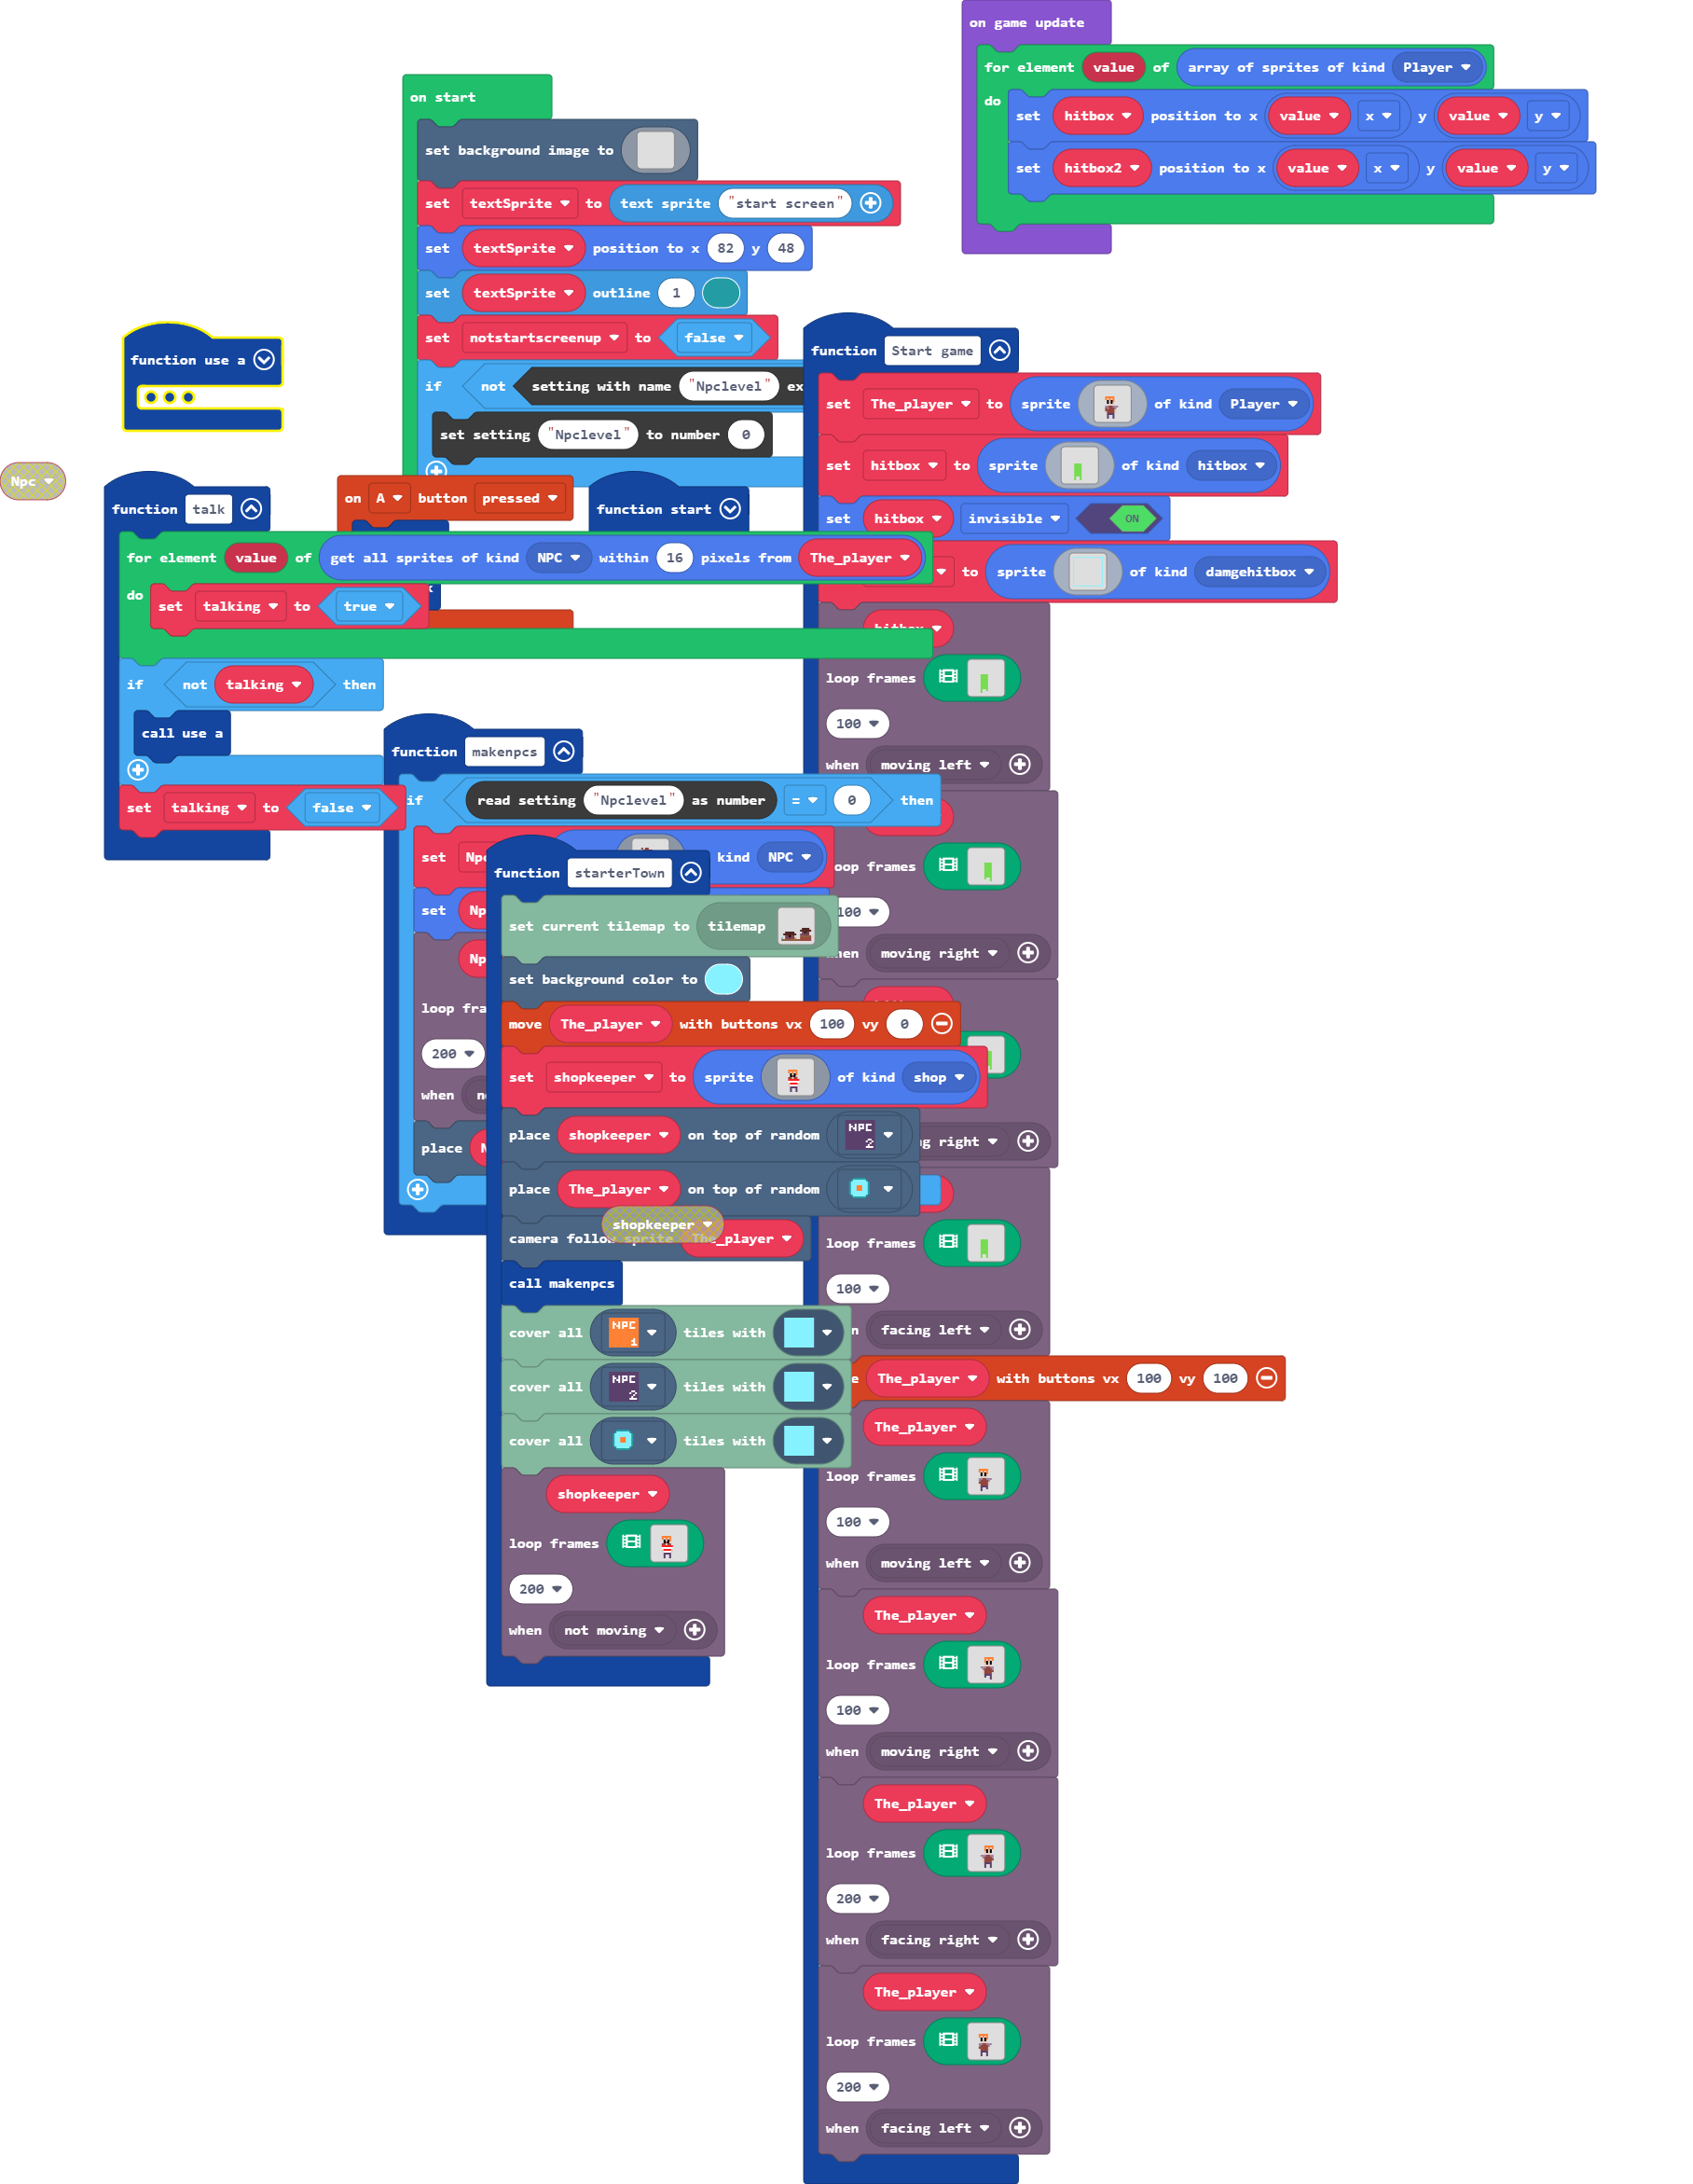 on game update
for element value of array of sprites of kind Player
do
set hitbox position to x value x y value y
set hitbox2 position to x value x y value y
on start
set background image to
set textSprite to text sprite "start screen"
set textSprite position to x 82 y 48
set textSprite outline 1
set notstartscreenup to false
if not setting with name "Npclevel" ex
set setting "Npclevel" to number 0
function use a
Npc
function talk
for element value of get all sprites of kind NPC within 16 pixels from The_player
do
set talking to true
if not talking then
call use a
set talking to false
on A button pressed
function start
function makenpcs
if read setting "Npclevel" as number = 0 then
set Npc kind NPC
set Np
Np
loop fra
200
when
place
function starterTown
set current tilemap to tilemap
set background color to
move The_player with buttons vx 100 vy 0
set shopkeeper to sprite of kind shop
place shopkeeper on top of random NPC 2
place The_player on top of random
shopkeeper
camera follow sprite The_player
call makenpcs
cover all NPC 1 tiles with
cover all NPC 2 tiles with
cover all tiles with
shopkeeper
loop frames
200
when not moving
function Start game
set The_player to sprite of kind Player
set hitbox to sprite of kind hitbox
set hitbox invisible ON
to sprite of kind damgehitbox
hitbox
loop frames
100
when moving left
oop frames
100
hen moving right
g right
loop frames
100
n facing left
e The_player with buttons vx 100 vy 100
The_player
loop frames
100
when moving left
The_player
loop frames
100
when moving right
The_player
loop frames
200
when facing right
The_player
loop frames
200
when facing left